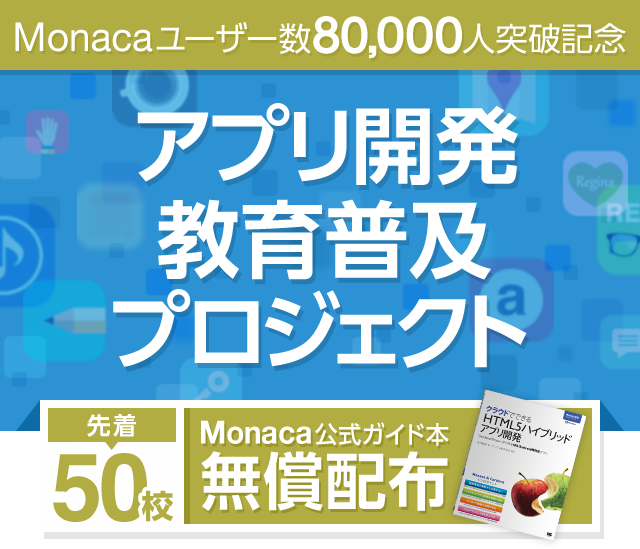 Monacaユーザー数80,000人突破記念
アプリ開発
教育普及
プロジェクト
Regina
RE
a
先着
50校
Monaca公式ガイド本
無償配布
クラウドでできる
HTML5ハイブリッド
アプリ開発